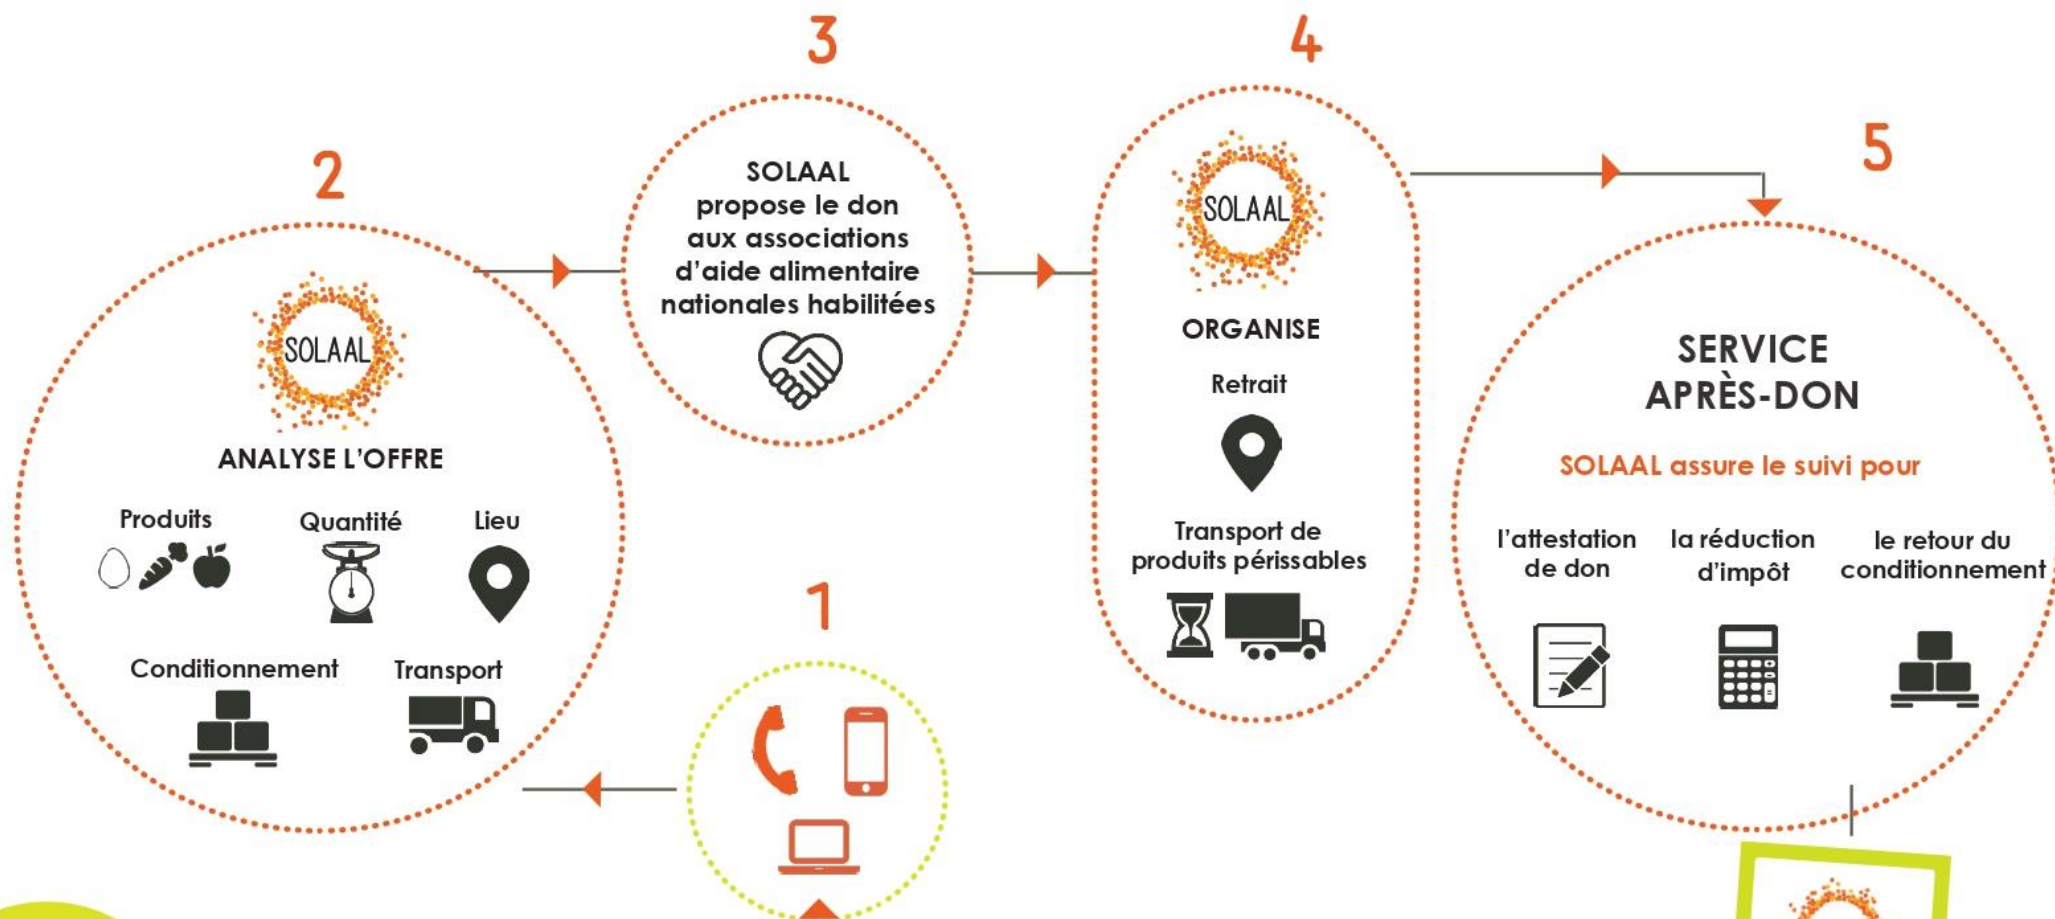 1
2
SOLAAL
ANALYSE L'OFFRE
Produits
Quantité
Lieu
Conditionnement
Transport
3
SOLAAL
propose le don
aux associations
d'aide alimentaire
nationales habilitées
4
SOLAAL
ORGANISE
Retrait
Transport de
produits périssables
5
SERVICE
APRÈS-DON
SOLAAL assure le suivi pour
l'attestation
de don
la réduction
d'impôt
le retour du
conditionnement